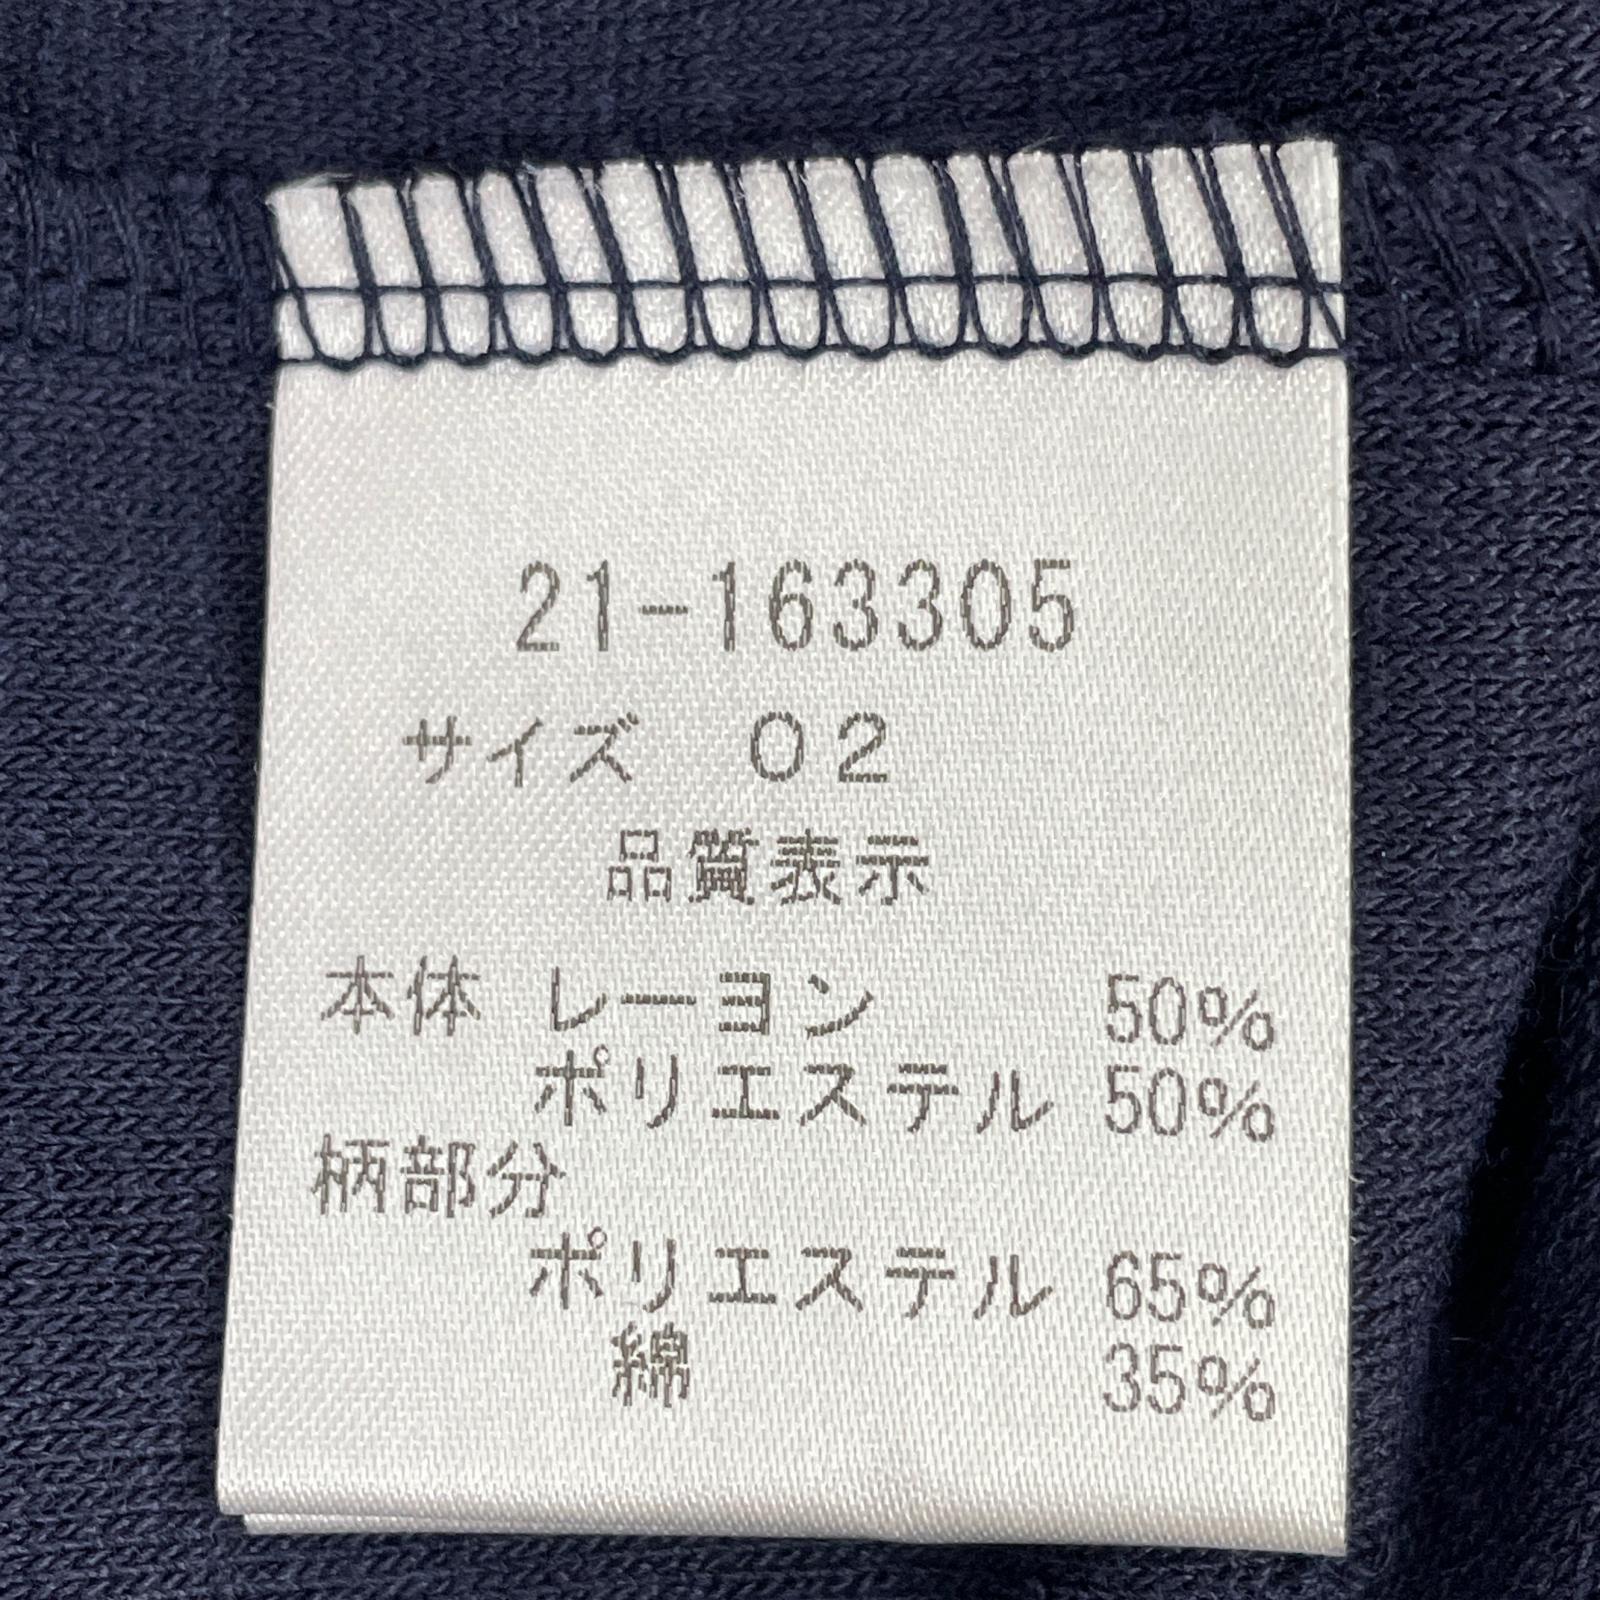 21-163305
サイズ 02
品質表示
本体 レーヨン 50%
ポリエステル 50%
柄部分
ポリエステル 65%
綿 35%